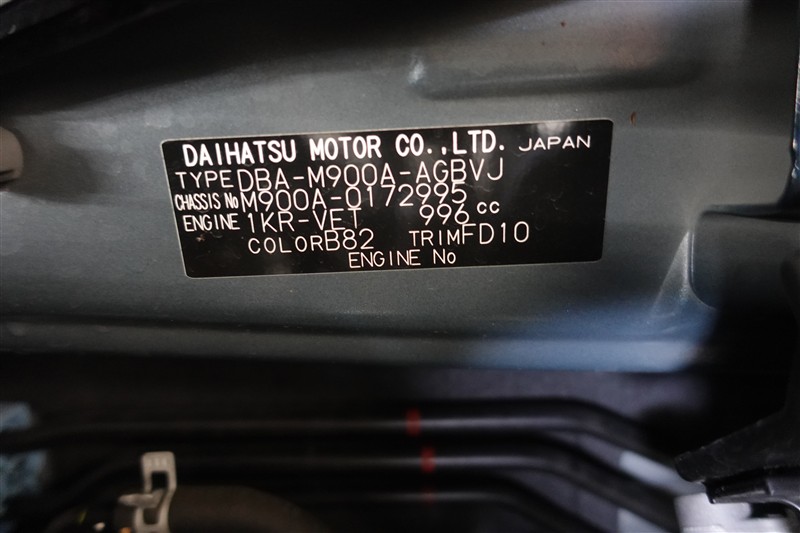 DAIHATSU MOTOR CO.,LTD. JAPAN
TYPE DBA-M900A-AGBVJ
CHASSIS No M900A-0172995
ENGINE 1KR-VET 996 cc
COLOR B82 TRIM FD10
ENGINE No